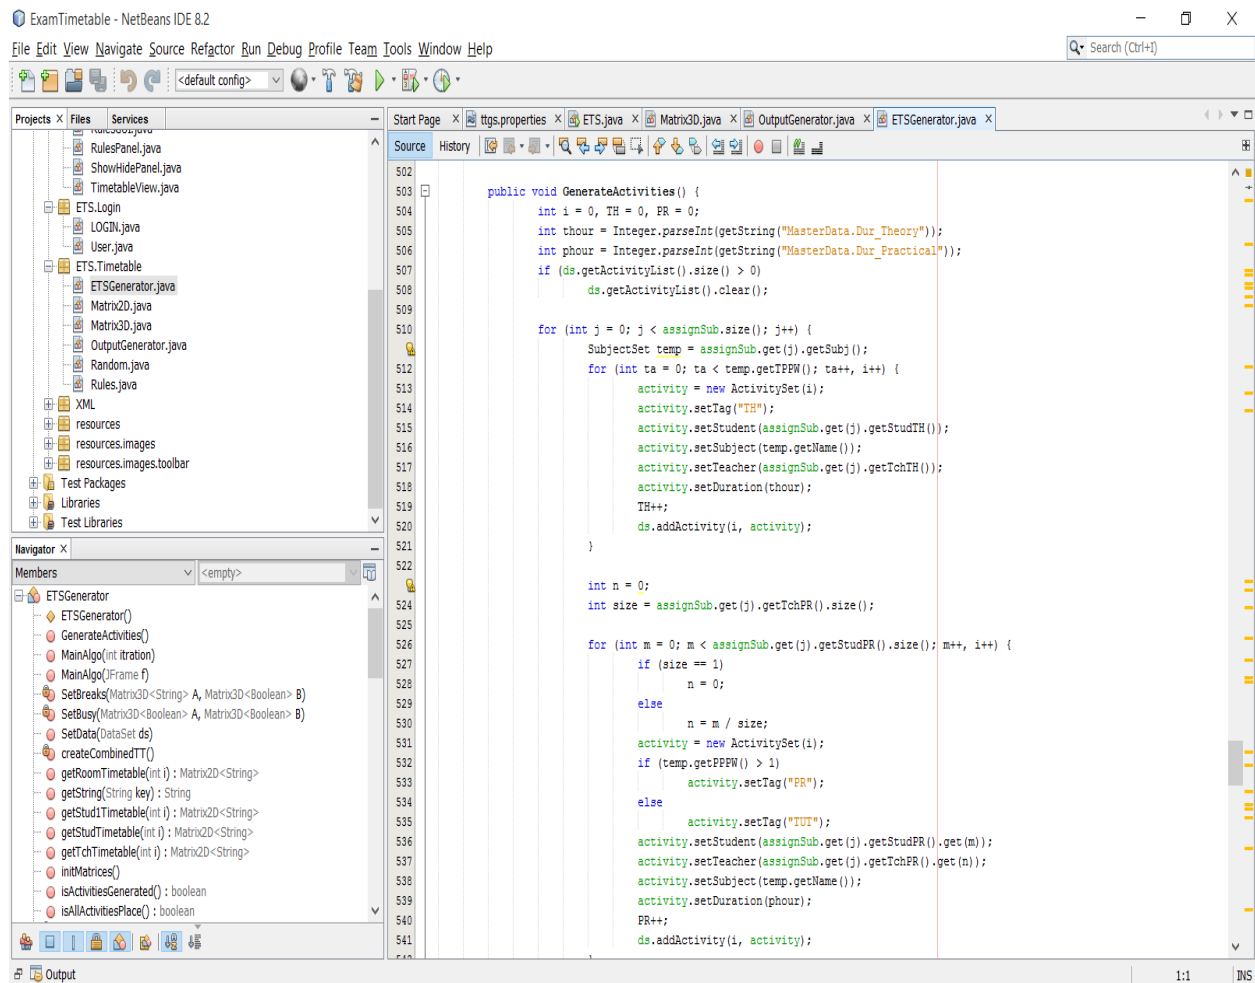 ExamTimetable - NetBeans IDE 8.2
File Edit View Navigate Source Refactor Run Debug Profile Team Tools Window Help
Search (Ctrl+I)
<default config>
Projects X Files Services
RulesPanel.java
ShowHidePanel.java
TimetableView.java
ETS.Login
LOGIN.java
User.java
ETS.Timetable
ETSGenerator.java
Matrix2D.java
Matrix3D.java
OutputGenerator.java
Random.java
Rules.java
XML
resources
resources.images
resources.images.toolbar
Test Packages
Libraries
Test Libraries
Navigator X
Members <empty>
ETSGenerator
ETSGenerator()
GenerateActivities()
MainAlgo(int itration)
MainAlgo(JFrame f)
SetBreaks(Matrix3D<String> A, Matrix3D<Boolean> B)
SetBusy(Matrix3D<Boolean> A, Matrix3D<Boolean> B)
SetData(DataSet ds)
createCombinedTT()
getRoomTimetable(int i) : Matrix2D<String>
getString(String key) : String
getStud1Timetable(int i) : Matrix2D<String>
getStudTimetable(int i) : Matrix2D<String>
getTchTimetable(int i) : Matrix2D<String>
initMatrices()
isActivitiesGenerated() : boolean
isAllActivitiesPlace() : boolean
Start Page X ttgs.properties X ETS.java X Matrix3D.java X OutputGenerator.java X ETSGenerator.java X
Source History
502
503 public void GenerateActivities() {
504 int i = 0, TH = 0, PR = 0;
505 int thour = Integer.parseInt(getString("MasterData.Dur_Theory"));
506 int phour = Integer.parseInt(getString("MasterData.Dur_Practical"));
507 if (ds.getActivityList().size() > 0)
508 ds.getActivityList().clear();
509
510 for (int j = 0; j < assignSub.size(); j++) {
SubjectSet temp = assignSub.get(j).getSubj();
512 for (int ta = 0; ta < temp.getTPPW(); ta++, i++) {
513 activity = new ActivitySet(i);
514 activity.setTag("TH");
515 activity.setStudent(assignSub.get(j).getStudTH());
516 activity.setSubject(temp.getName());
517 activity.setTeacher(assignSub.get(j).getTchTH());
518 activity.setDuration(thour);
519 TH++;
520 ds.addActivity(i, activity);
521 }
522
int n = 0;
524 int size = assignSub.get(j).getTchPR().size();
525
526 for (int m = 0; m < assignSub.get(j).getStudPR().size(); m++, i++) {
527 if (size == 1)
528 n = 0;
529 else
530 n = m / size;
531 activity = new ActivitySet(i);
532 if (temp.getPPPW() > 1)
533 activity.setTag("PR");
534 else
535 activity.setTag("TUT");
536 activity.setStudent(assignSub.get(j).getStudPR().get(m));
537 activity.setTeacher(assignSub.get(j).getTchPR().get(n));
538 activity.setSubject(temp.getName());
539 activity.setDuration(phour);
540 PR++;
541 ds.addActivity(i, activity);
Output
1:1 INS